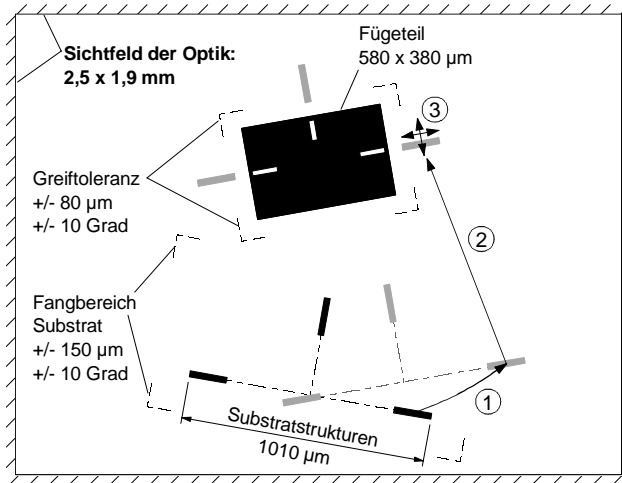 Sichtfeld der Optik:
2,5 x 1,9 mm
Fügeteil
580 x 380 µm
3
Greiftoleranz
+/- 80 µm
+/- 10 Grad
2
Fangbereich
Substrat
+/- 150 µm
+/- 10 Grad
1
Substratstrukturen
1010 µm